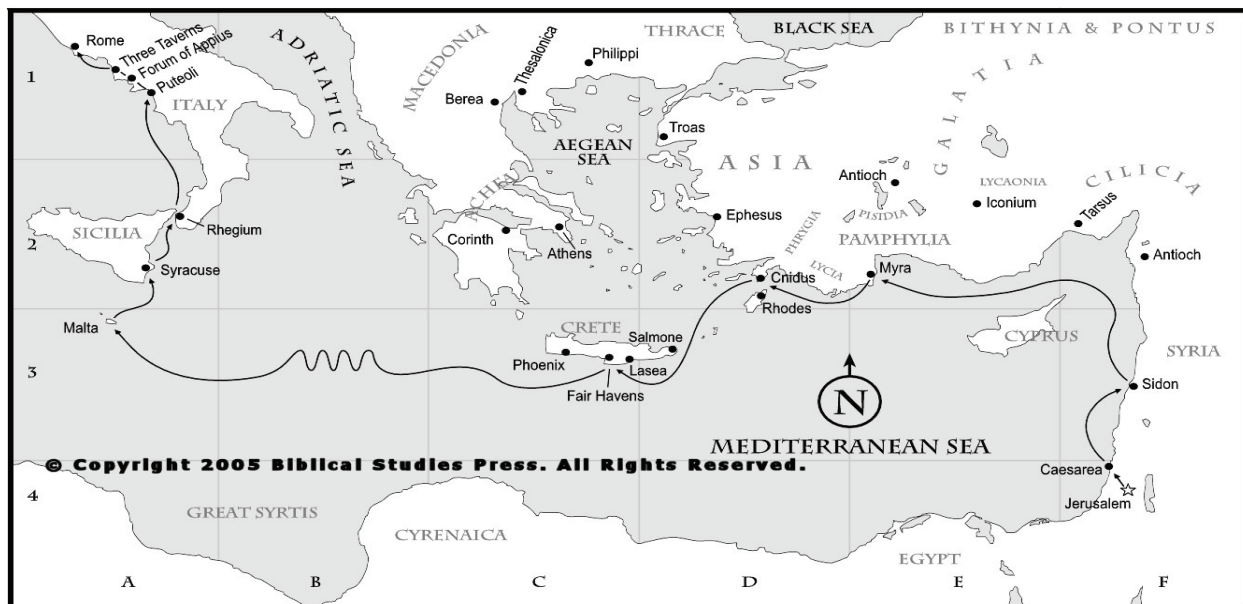 Rome
Three Taverns
Forum of Appius
Puteoli
ITALY
ADRIATIC SEA
MACEDONIA
Thesalonica
Philippi
Berea
THRACE
BLACK SEA
BITHYNIA & PONTUS
1
AEGEAN
SEA
Troas
ASIA
GALATIA
Antioch
LYCAONIA
Iconium
CILICIA
Tarsus
SICILIA
Rhegium
Syracuse
2
ACHEA
Corinth
Athens
Ephesus
PHRYGIA
PISIDIA
PAMPHYLIA
LYCIA
Myra
Antioch
Cnidus
Rhodes
Malta
CRETE
Salmone
Phoenix
Lasea
Fair Havens
CYPRUS
SYRIA
3
N
Sidon
MEDITERRANEAN SEA
© Copyright 2005 Biblical Studies Press. All Rights Reserved.
Caesarea
Jerusalem
4
GREAT SYRTIS
CYRENAICA
EGYPT
A
B
C
D
E
F